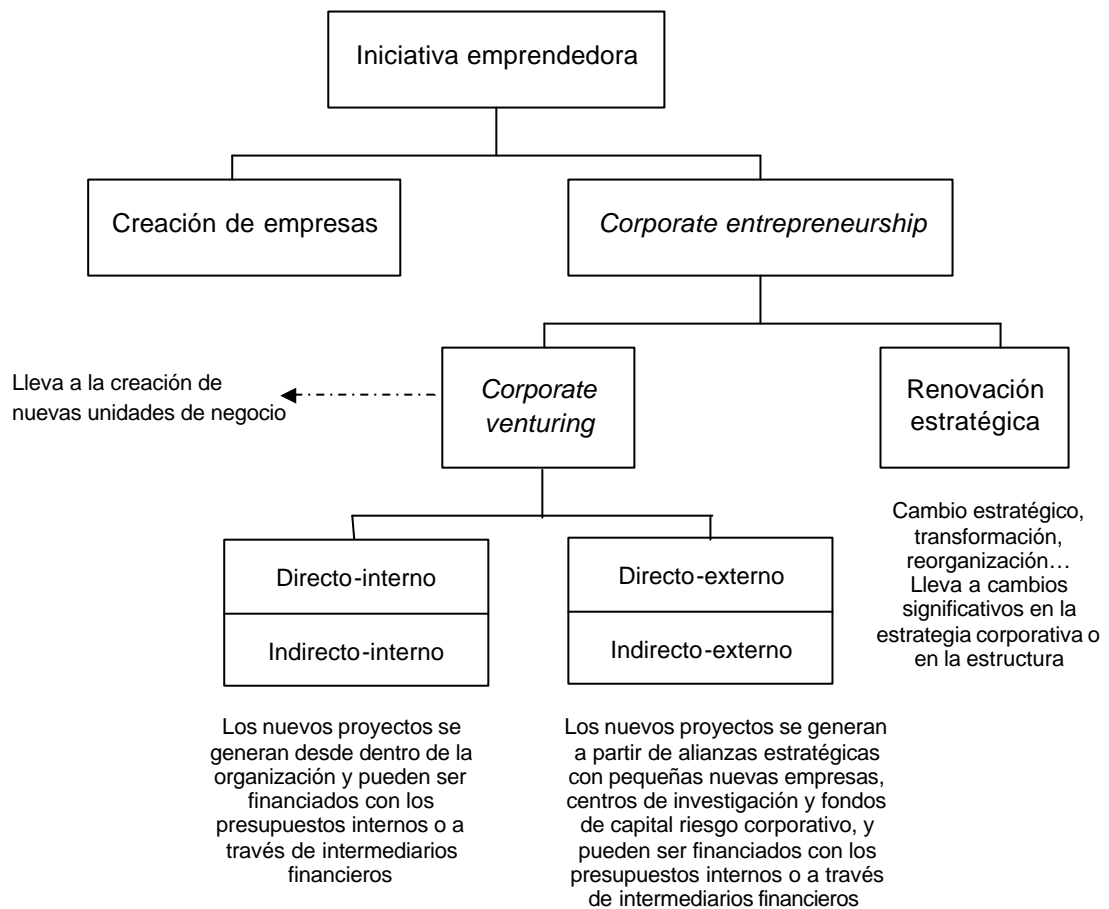 Iniciativa emprendedora
Creación de empresas
Corporate entrepreneurship
Lleva a la creación de
nuevas unidades de negocio
Corporate
venturing
Renovación
estratégica
Cambio estratégico,
transformación,
reorganización…
Lleva a cambios
significativos en la
estrategia corporativa o
en la estructura
Directo-interno
Indirecto-interno
Directo-externo
Indirecto-externo
Los nuevos proyectos se
generan desde dentro de la
organización y pueden ser
financiados con los
presupuestos internos o a
través de intermediarios
financieros
Los nuevos proyectos se generan
a partir de alianzas estratégicas
con pequeñas nuevas empresas,
centros de investigación y fondos
de capital riesgo corporativo, y
pueden ser financiados con los
presupuestos internos o a través
de intermediarios financieros